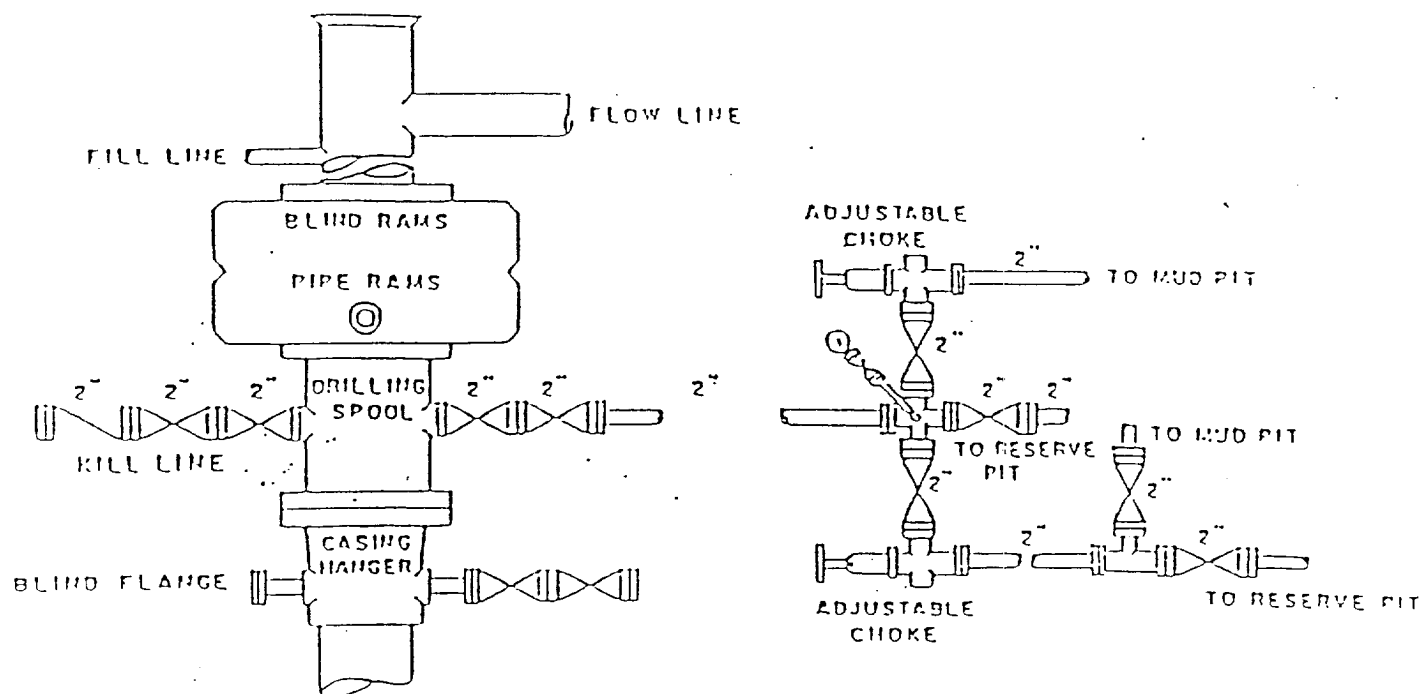 FLOW LINE
FILL LINE
BLIND RAMS
PIPE RAMS
ADJUSTABLE
CHOKE
2"
TO MUD PIT
2"
2" 2" 2"
DRILLING
SPOOL
2" 2" 2"
2" 2"
KILL LINE
TO RESERVE
PIT
TO MUD PIT
2"
2"
CASING
HANGER
2"
2"
BLIND FLANGE
ADJUSTABLE
CHOKE
TO RESERVE PIT